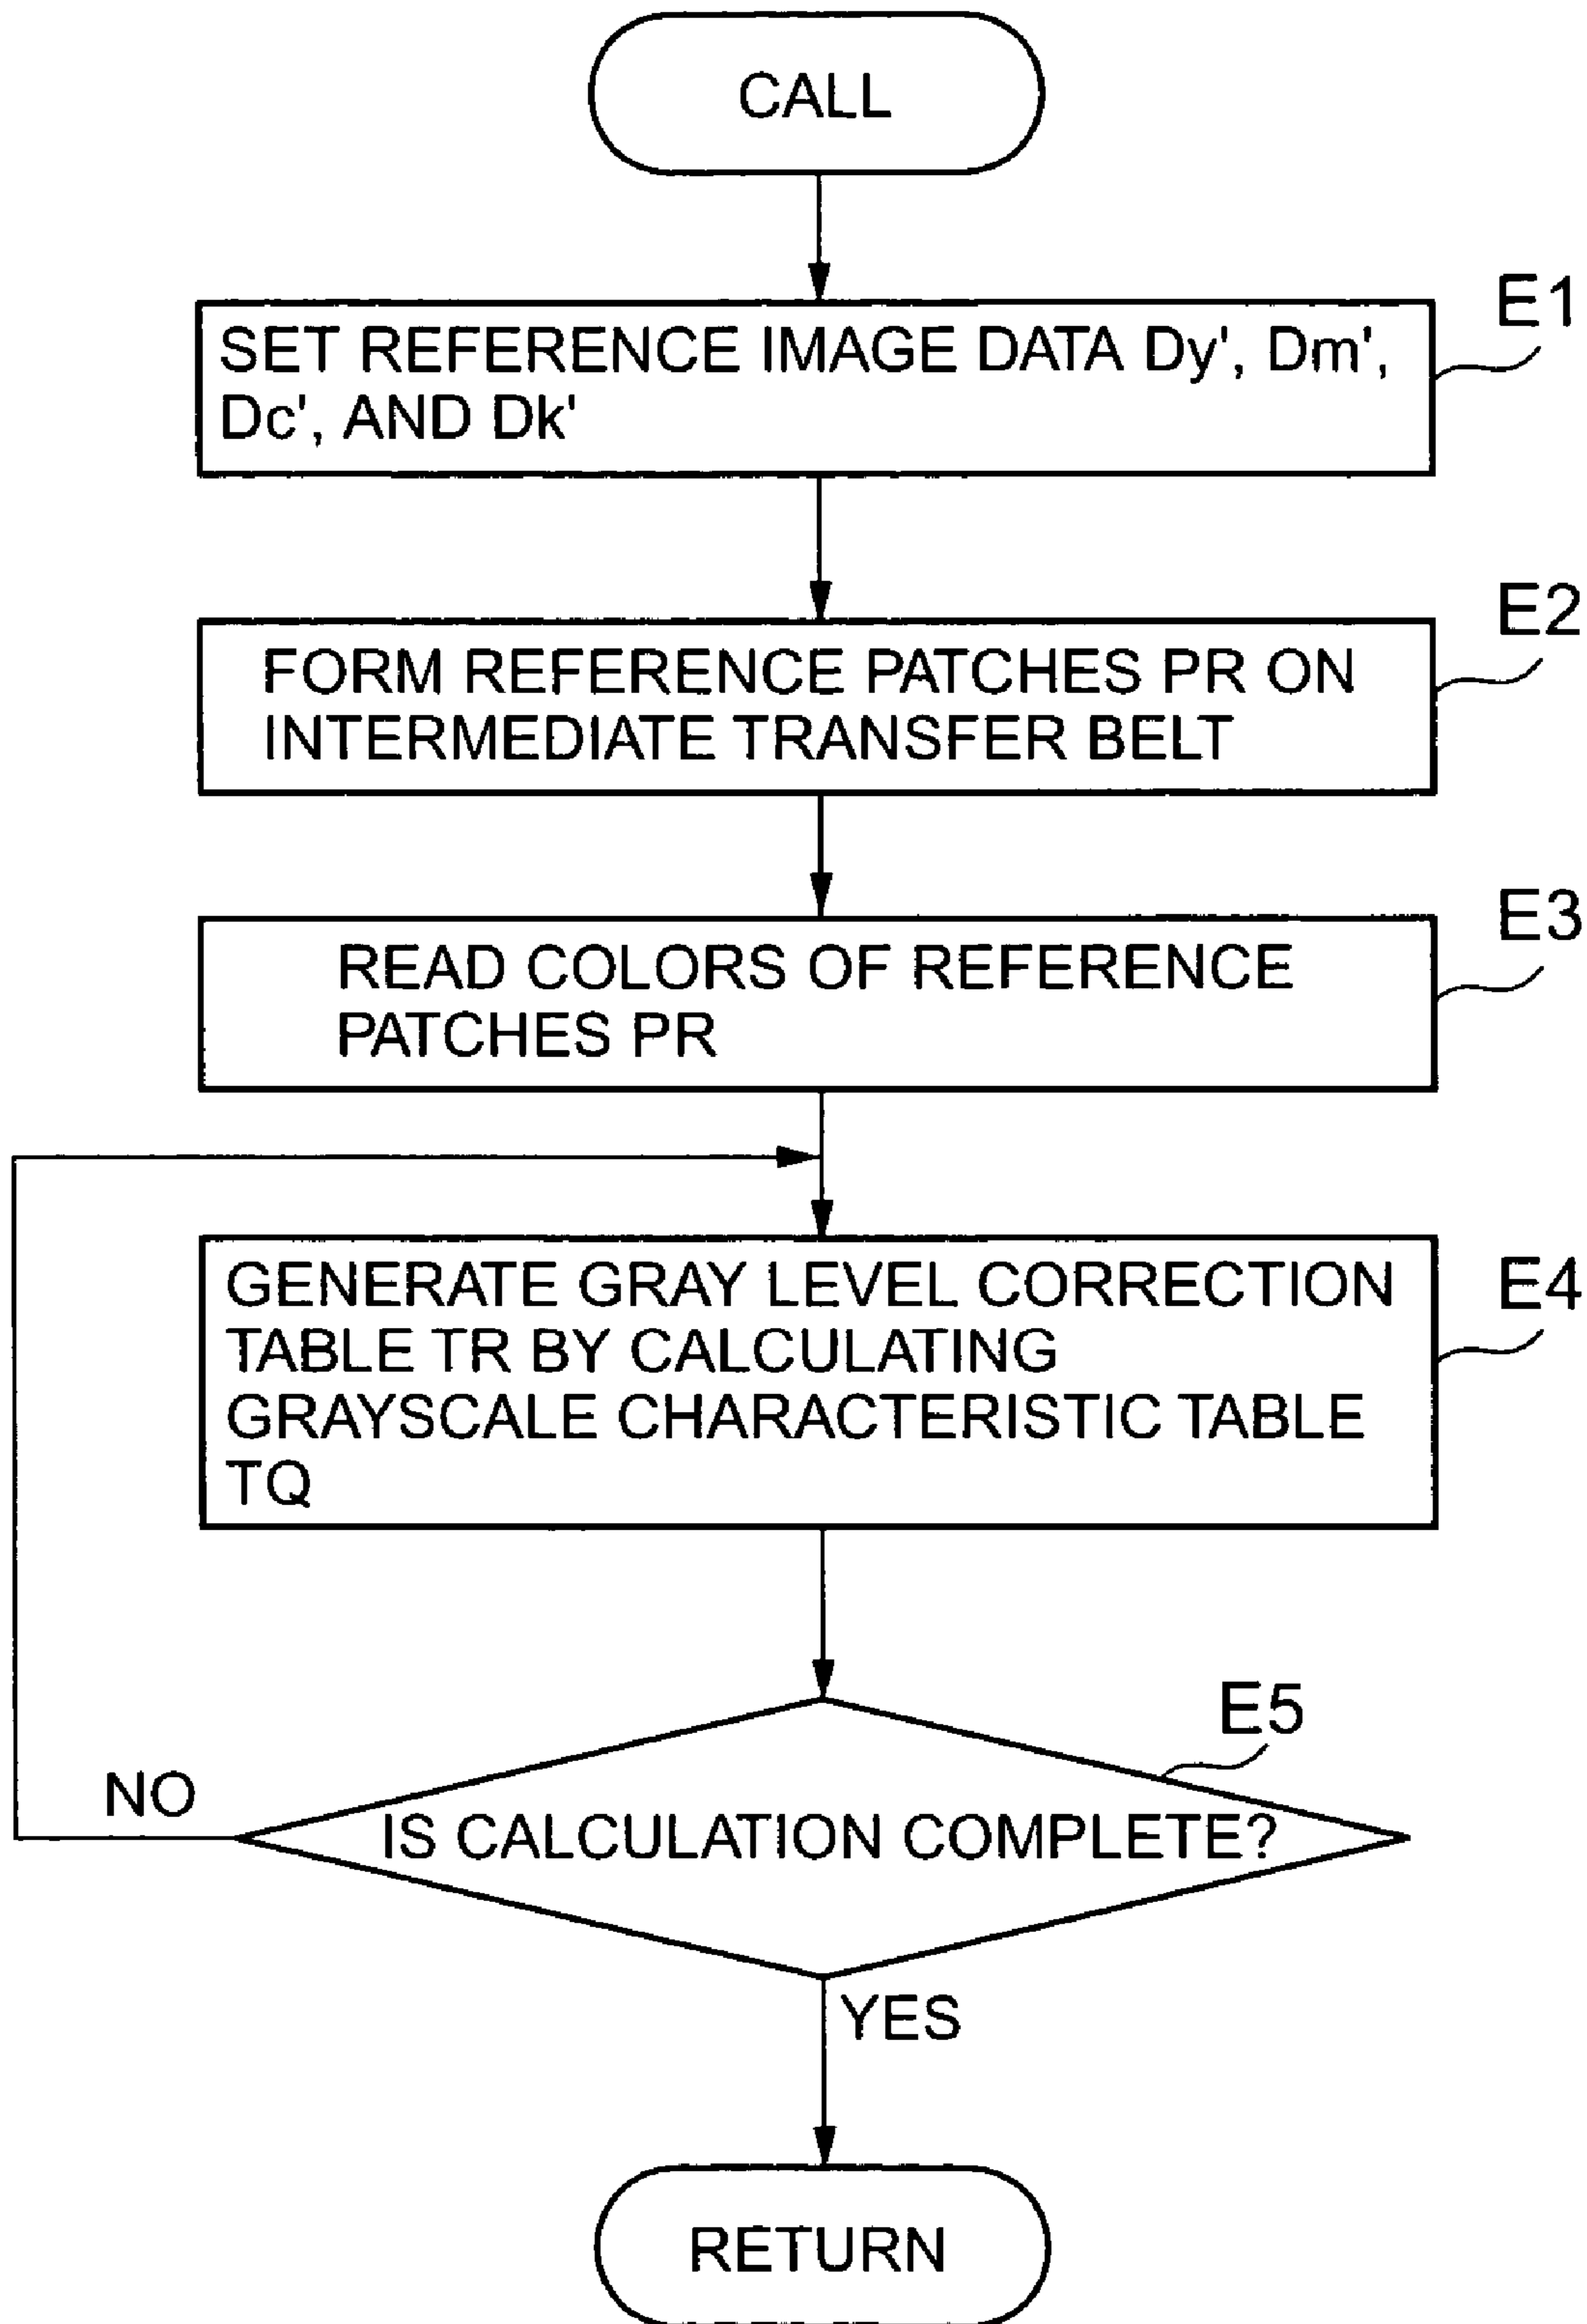 CALL
E1
SET REFERENCE IMAGE DATA Dy', Dm',
Dc', AND Dk'
E2
FORM REFERENCE PATCHES PR ON
INTERMEDIATE TRANSFER BELT
E3
READ COLORS OF REFERENCE
PATCHES PR
E4
GENERATE GRAY LEVEL CORRECTION
TABLE TR BY CALCULATING
GRAYSCALE CHARACTERISTIC TABLE
TQ
E5
NO
IS CALCULATION COMPLETE?
YES
RETURN